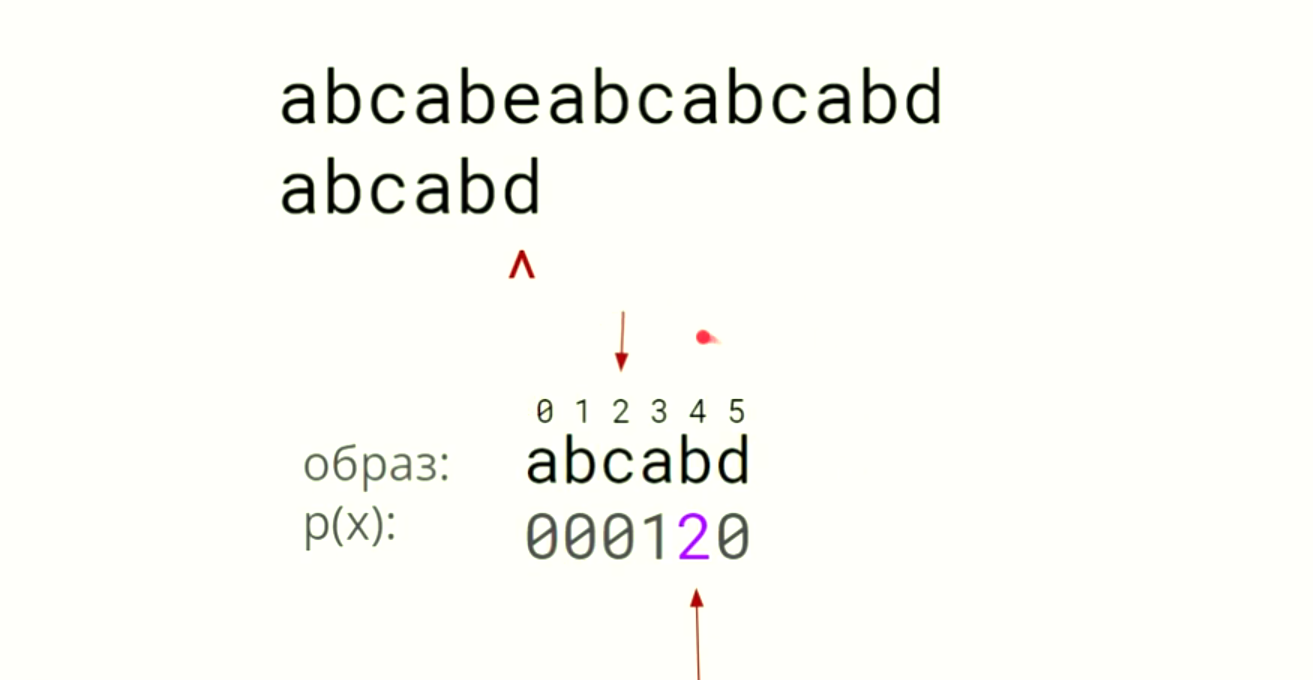 abcabeabcabcabd
abcabd
^
0 1 2 3 4 5
образ: abcabd
p(x): 000120